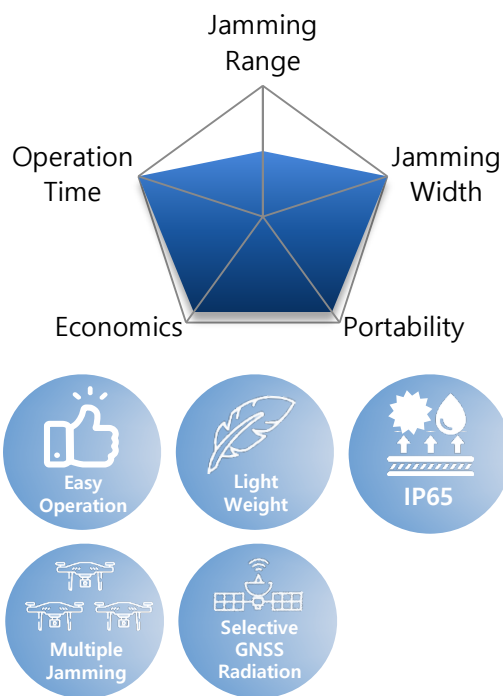 Jamming
Range
Operation
Time
Jamming
Width
Economics
Portability
Easy
Operation
Light
Weight
IP65
Multiple
Jamming
Selective
GNSS
Radiation